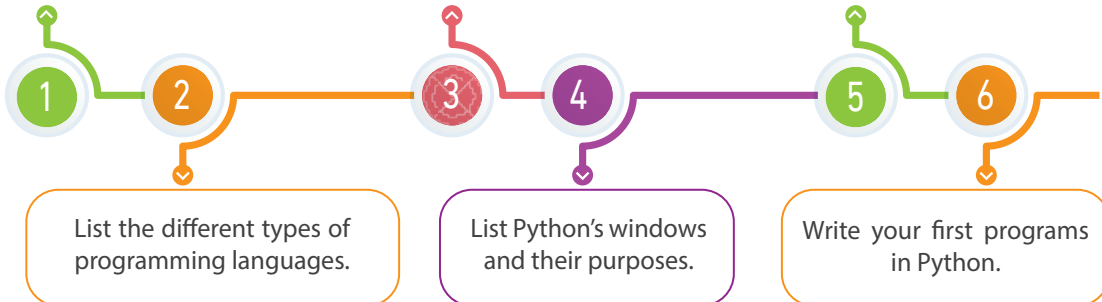 1
2
3
4
5
6
List the different types of
programming languages.
List Python’s windows
and their purposes.
Write your first programs
in Python.